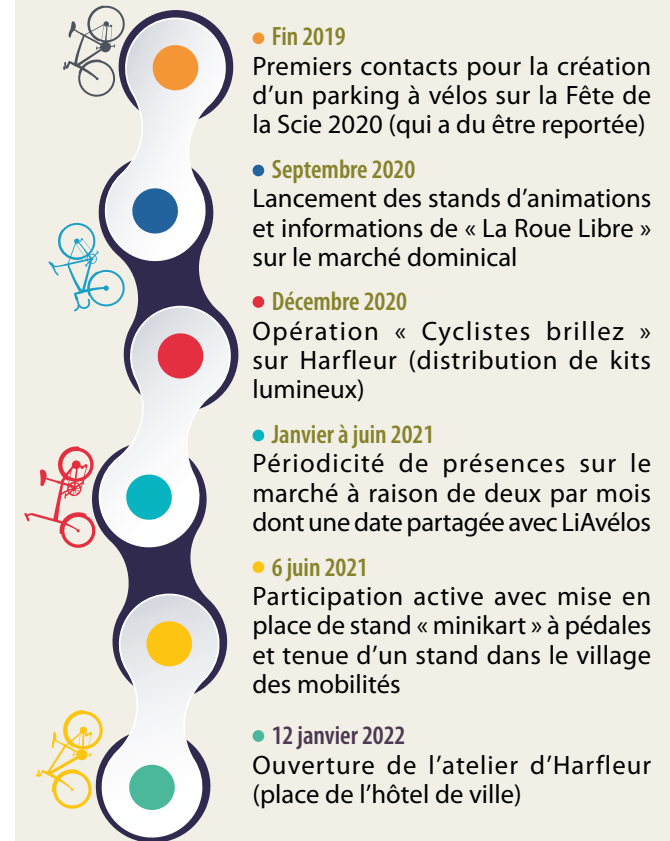 Fin 2019
Premiers contacts pour la création
d'un parking à vélos sur la Fête de
la Scie 2020 (qui a du être reportée)
Septembre 2020
Lancement des stands d'animations
et informations de « La Roue Libre »
sur le marché dominical
Décembre 2020
Opération « Cyclistes brillez »
sur Harfleur (distribution de kits
lumineux)
Janvier à juin 2021
Périodicité de présences sur le
marché à raison de deux par mois
dont une date partagée avec LiAvélos
6 juin 2021
Participation active avec mise en
place de stand « minikart » à pédales
et tenue d'un stand dans le village
des mobilités
12 janvier 2022
Ouverture de l'atelier d'Harfleur
(place de l'hôtel de ville)